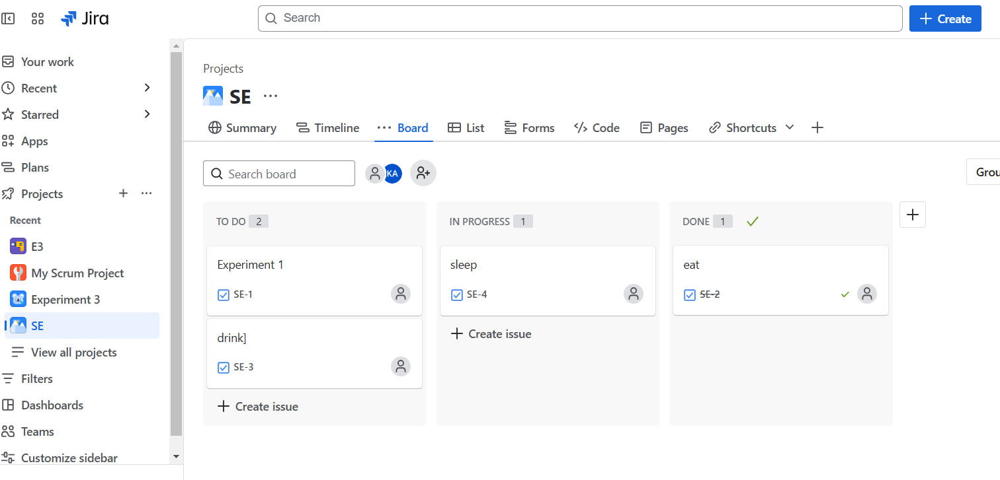 Jira
Search
Create
Your work
Recent
Starred
Apps
Plans
Projects
Recent
E3
My Scrum Project
Experiment 3
SE
View all projects
Filters
Dashboards
Teams
Customize sidebar
Projects
SE
Summary Timeline Board List Forms Code Pages Shortcuts
Search board
KA
Grou
TO DO 2
Experiment 1
SE-1
drink]
SE-3
Create issue
IN PROGRESS 1
sleep
SE-4
Create issue
DONE 1
eat
SE-2